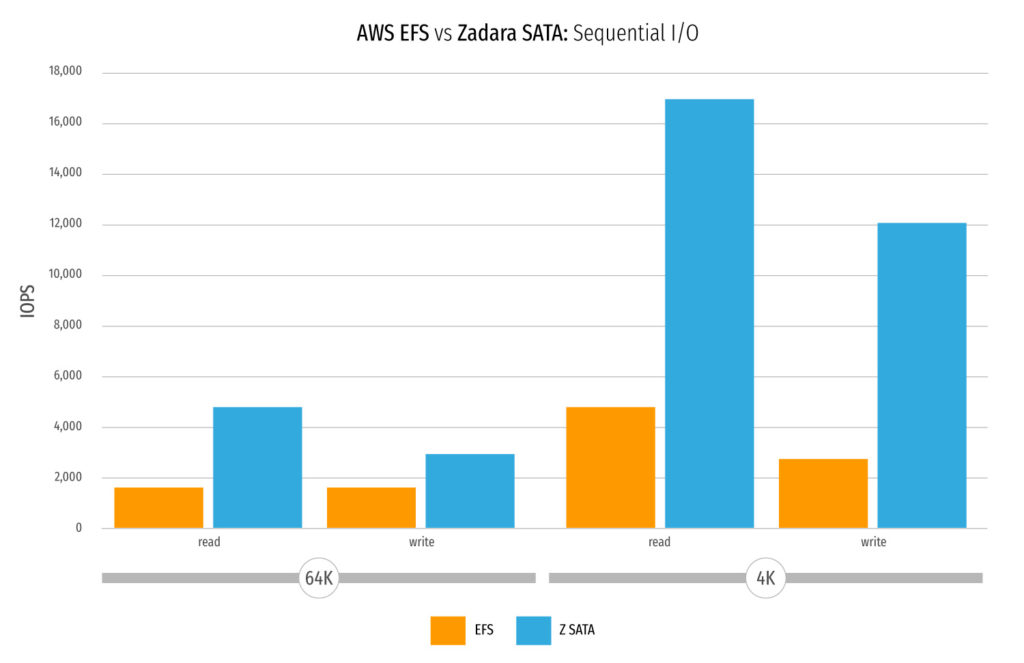 AWS EFS vs Zadara SATA: Sequential I/O
18,000
16,000
14,000
12,000
10,000
8,000
6,000
4,000
2,000
0
IOPS
read
write
read
write
64K
4K
EFS
Z SATA